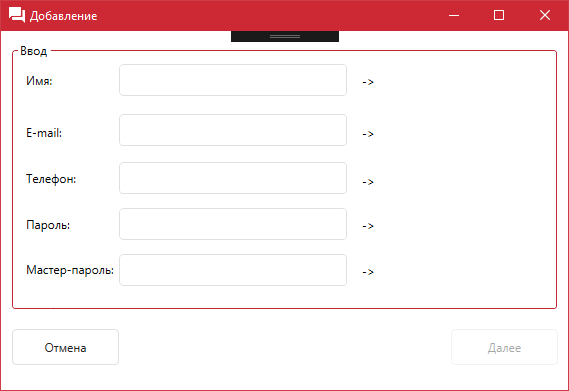 Добавление
Ввод
Имя: ->
E-mail: ->
Телефон: ->
Пароль: ->
Мастер-пароль: ->
Отмена Далее